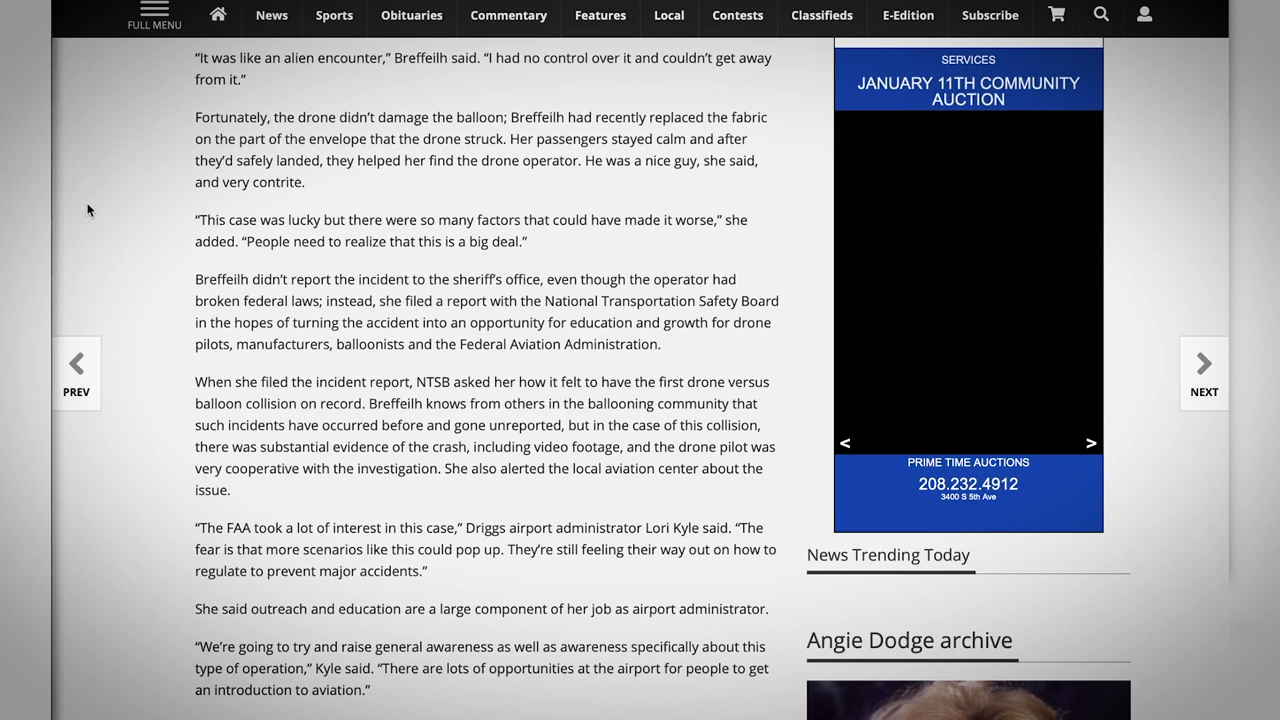 FULL MENU
News
Sports
Obituaries
Commentary
Features
Local
Contests
Classifieds
E-Edition
Subscribe
“It was like an alien encounter,” Breffeilh said. “I had no control over it and couldn’t get away
from it.”
Fortunately, the drone didn’t damage the balloon; Breffeilh had recently replaced the fabric
on the part of the envelope that the drone struck. Her passengers stayed calm and after
they’d safely landed, they helped her find the drone operator. He was a nice guy, she said,
and very contrite.
“This case was lucky but there were so many factors that could have made it worse,” she
added. “People need to realize that this is a big deal.”
Breffeilh didn’t report the incident to the sheriff’s office, even though the operator had
broken federal laws; instead, she filed a report with the National Transportation Safety Board
in the hopes of turning the accident into an opportunity for education and growth for drone
pilots, manufacturers, balloonists and the Federal Aviation Administration.
When she filed the incident report, NTSB asked her how it felt to have the first drone versus
balloon collision on record. Breffeilh knows from others in the ballooning community that
such incidents have occurred before and gone unreported, but in the case of this collision,
there was substantial evidence of the crash, including video footage, and the drone pilot was
very cooperative with the investigation. She also alerted the local aviation center about the
issue.
“The FAA took a lot of interest in this case,” Driggs airport administrator Lori Kyle said. “The
fear is that more scenarios like this could pop up. They’re still feeling their way out on how to
regulate to prevent major accidents.”
She said outreach and education are a large component of her job as airport administrator.
“We’re going to try and raise general awareness as well as awareness specifically about this
type of operation,” Kyle said. “There are lots of opportunities at the airport for people to get
an introduction to aviation.”
PREV
NEXT
SERVICES
JANUARY 11TH COMMUNITY
AUCTION
< >
PRIME TIME AUCTIONS
208.232.4912
3400 S 5th Ave
News Trending Today
Angie Dodge archive